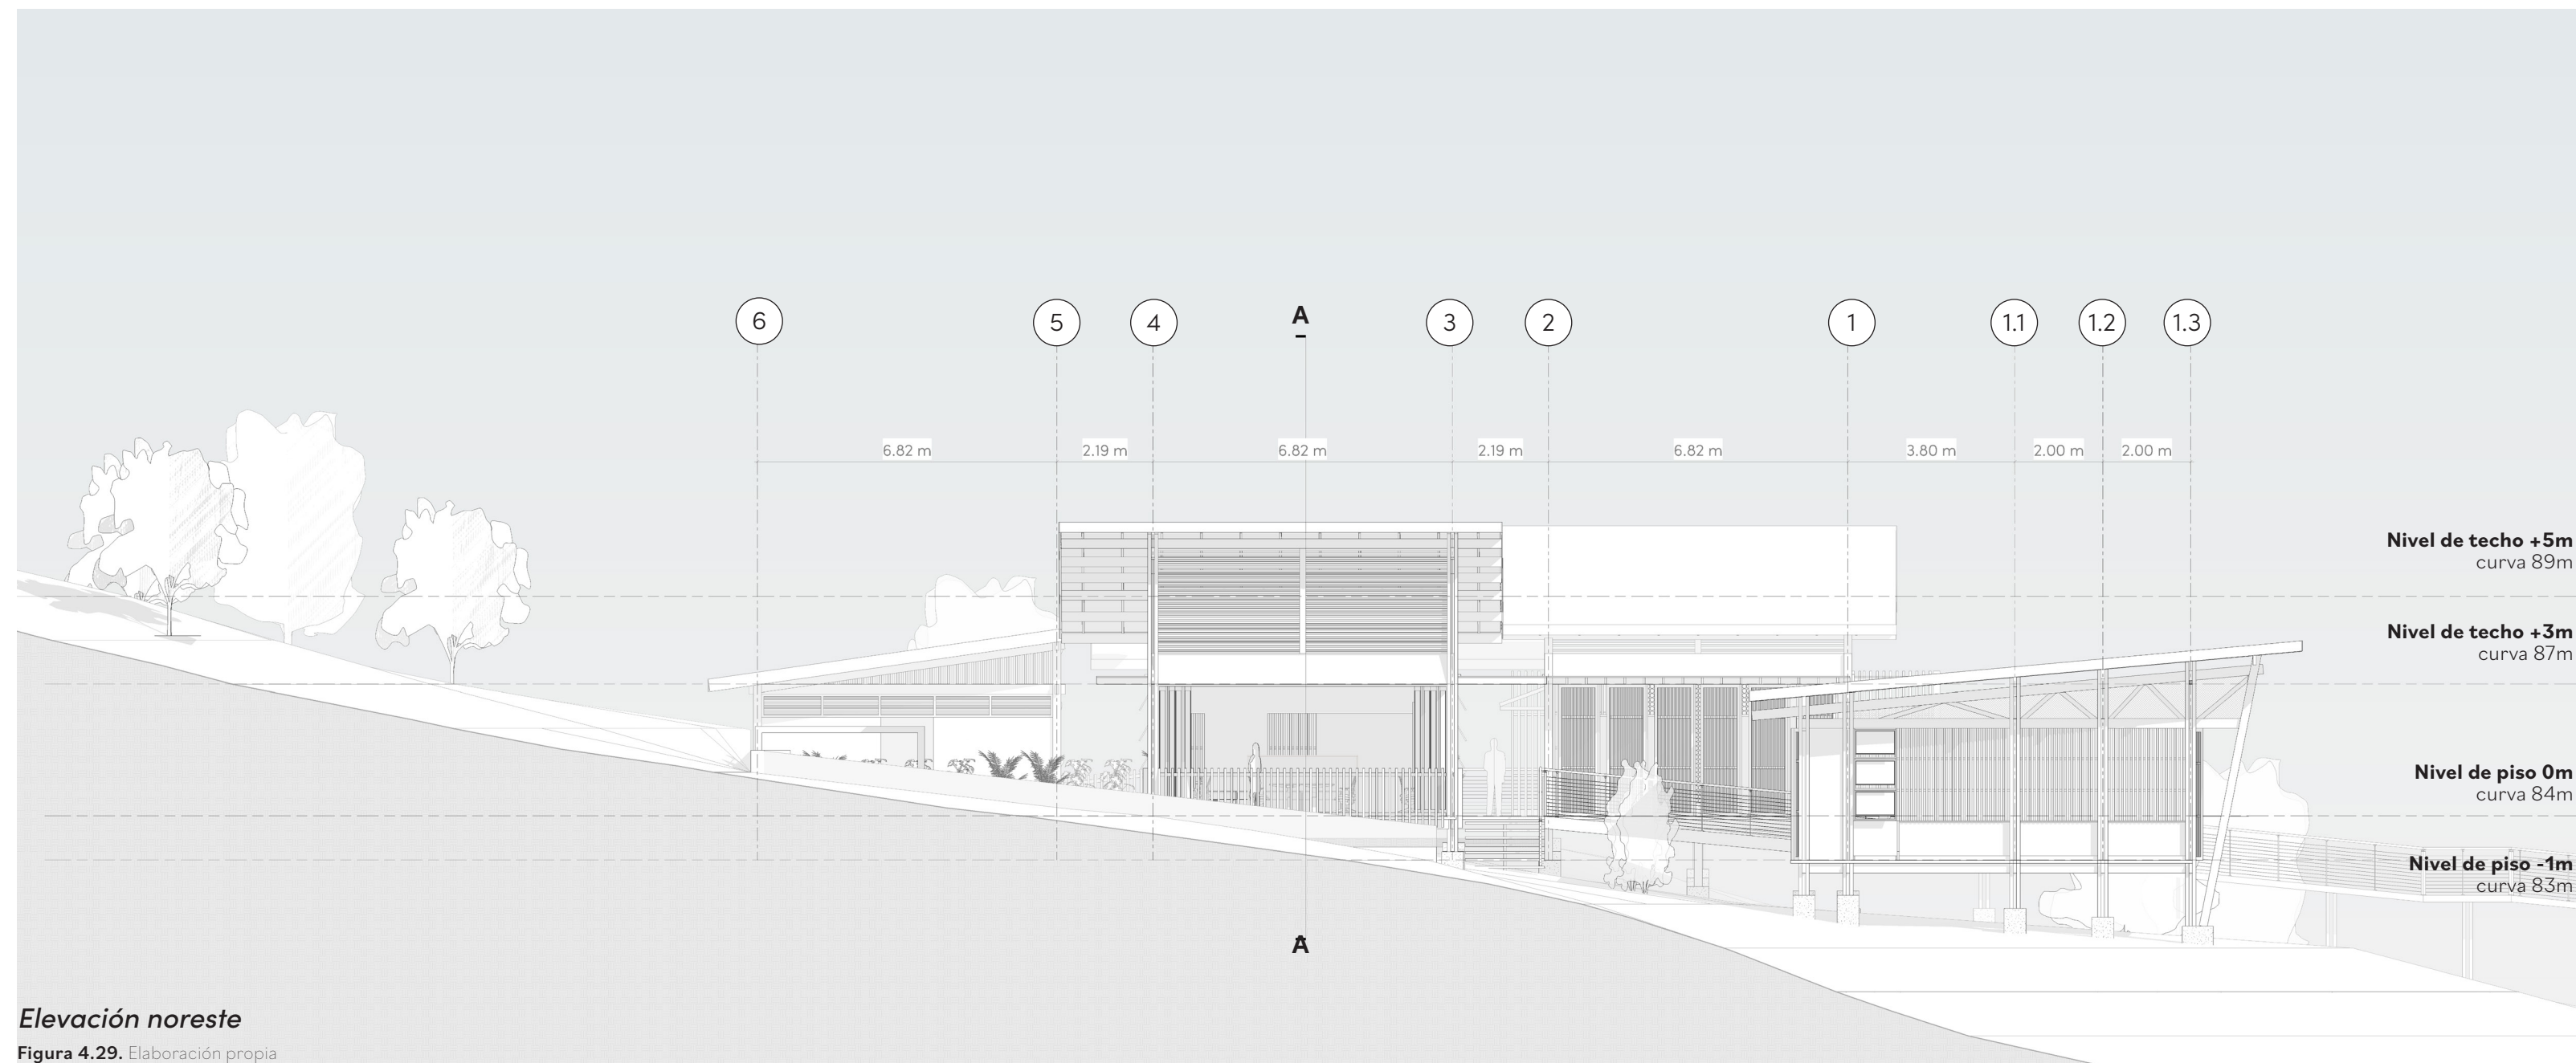 6 5 4 A 3 2 1 1.1 1.2 1.3
6.82 m 2.19 m 6.82 m 2.19 m 6.82 m 3.80 m 2.00 m 2.00 m
Nivel de techo +5m
curva 89m
Nivel de techo +3m
curva 87m
Nivel de piso 0m
curva 84m
Nivel de piso -1m
curva 83m
A
Elevación noreste
Figura 4.29. Elaboración propia